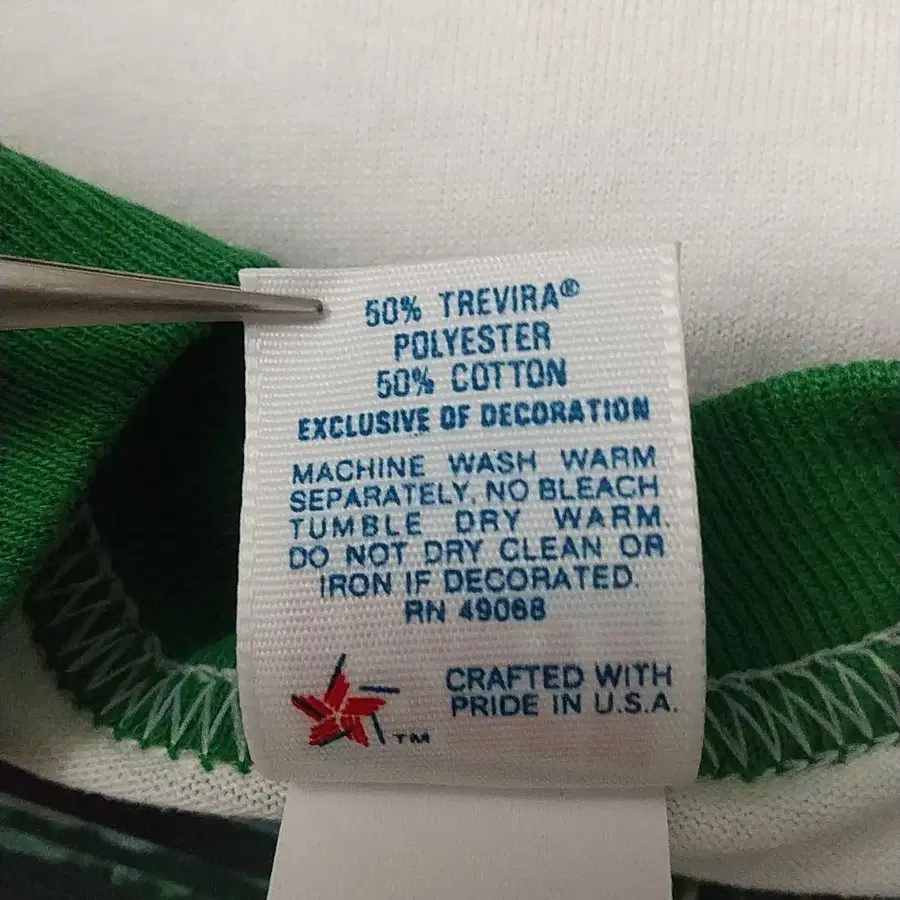 50% TREVIRA®
POLYESTER
50% COTTON
EXCLUSIVE OF DECORATION
MACHINE WASH WARM
SEPARATELY. NO BLEACH
TUMBLE DRY WARM.
DO NOT DRY CLEAN OR
IRON IF DECORATED.
RN 49068
CRAFTED WITH
PRIDE IN U.S.A.
TM